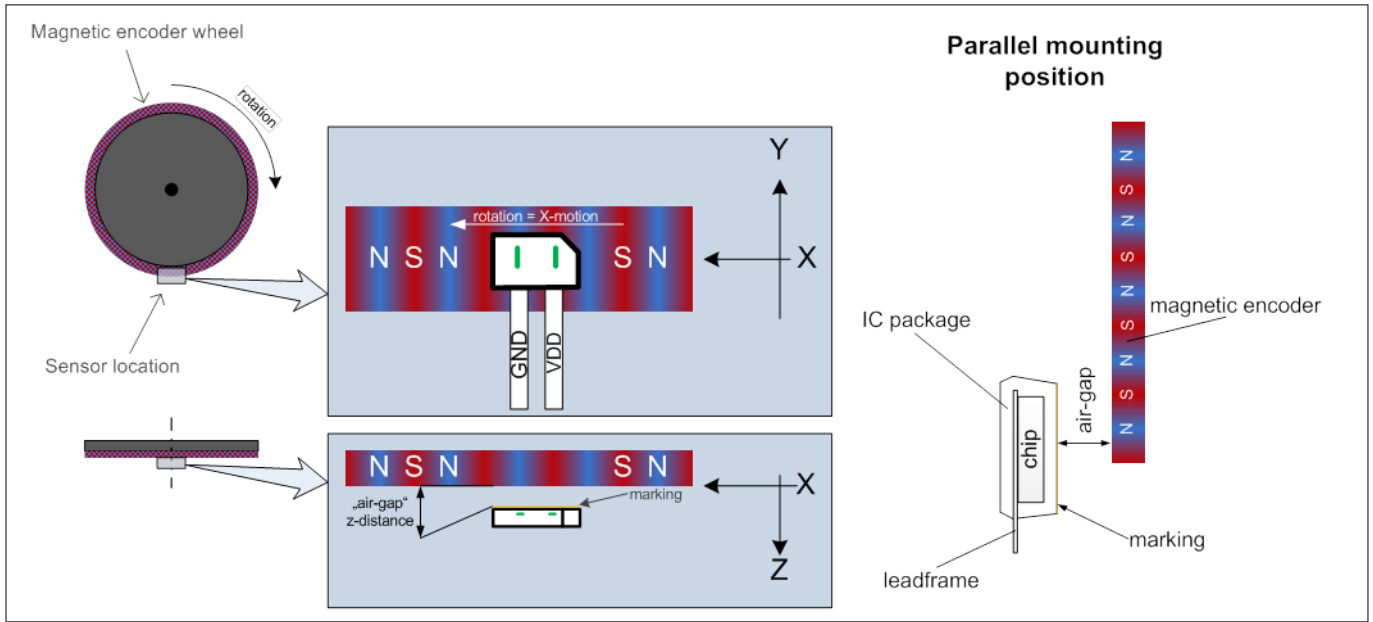 Magnetic encoder wheel
rotation
Sensor location
Y
rotation = X-motion
N S N S N
X
GND
VDD
N S N S N
X
„air-gap“
z-distance
marking
Z
Parallel mounting
position
N
S
N
S
N
S
N
S
N
magnetic encoder
IC package
air-gap
chip
marking
leadframe